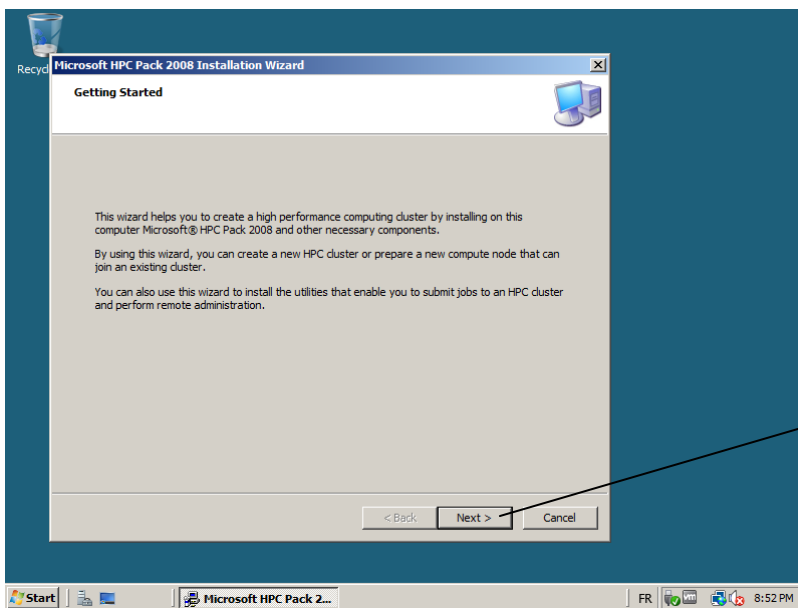 Recycl
Microsoft HPC Pack 2008 Installation Wizard
Getting Started
This wizard helps you to create a high performance computing cluster by installing on this
computer Microsoft® HPC Pack 2008 and other necessary components.
By using this wizard, you can create a new HPC cluster or prepare a new compute node that can
join an existing cluster.
You can also use this wizard to install the utilities that enable you to submit jobs to an HPC cluster
and perform remote administration.
< Back Next > Cancel
Start Microsoft HPC Pack 2... FR 8:52 PM